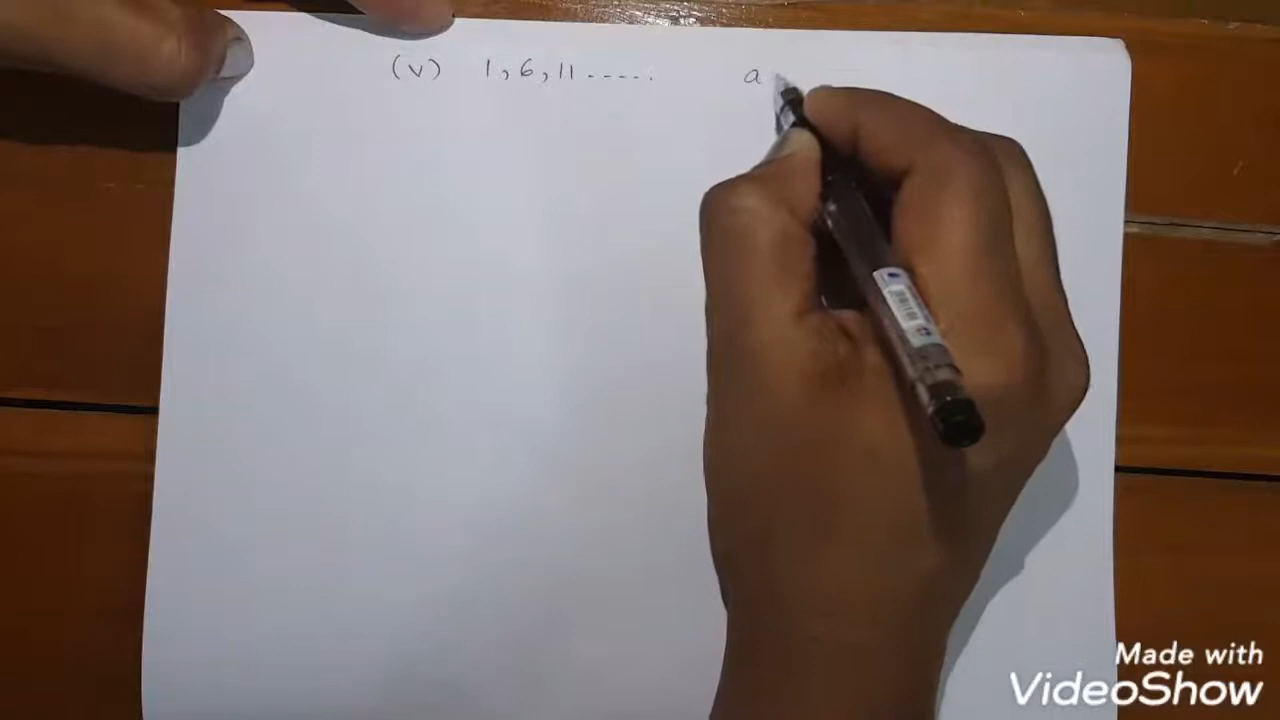 (v) 1, 6, 11 ----- a
Made with
VideoShow